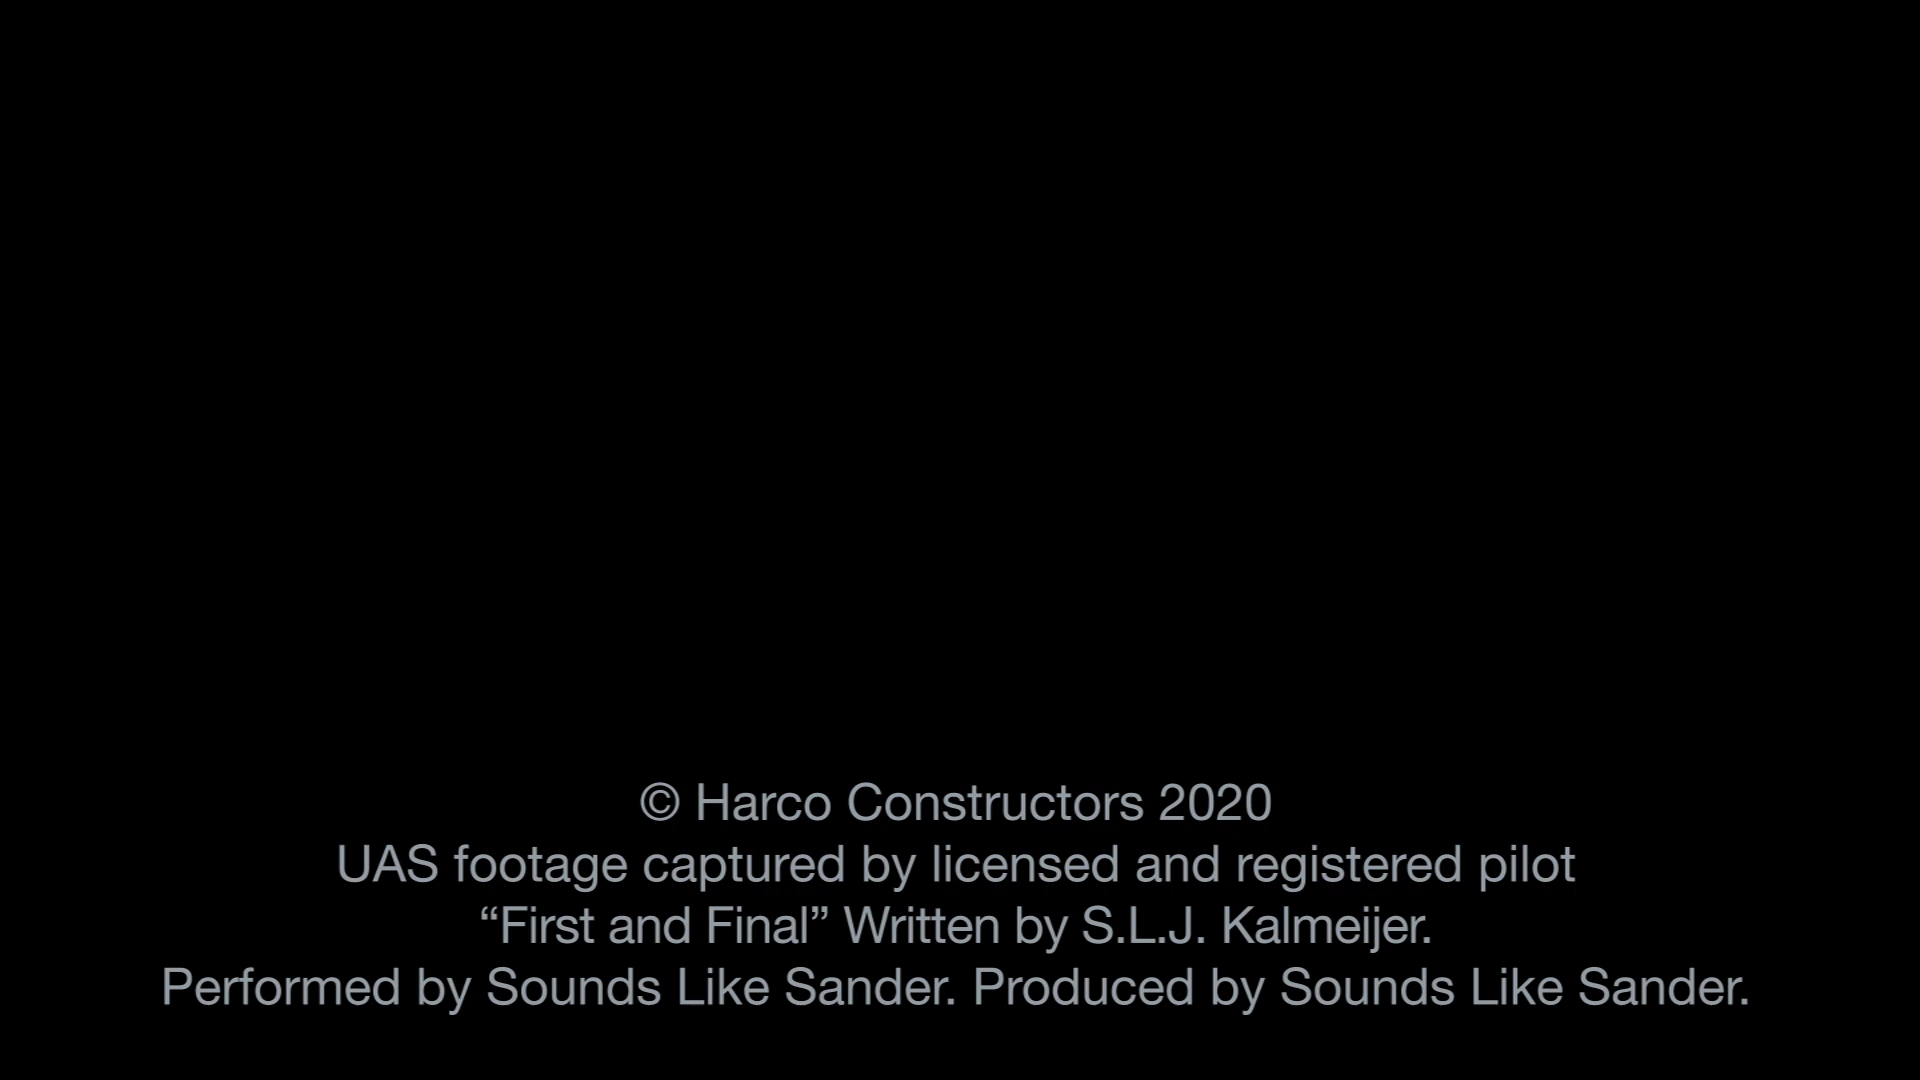 © Harco Constructors 2020
UAS footage captured by licensed and registered pilot
“First and Final” Written by S.L.J. Kalmeijer.
Performed by Sounds Like Sander. Produced by Sounds Like Sander.